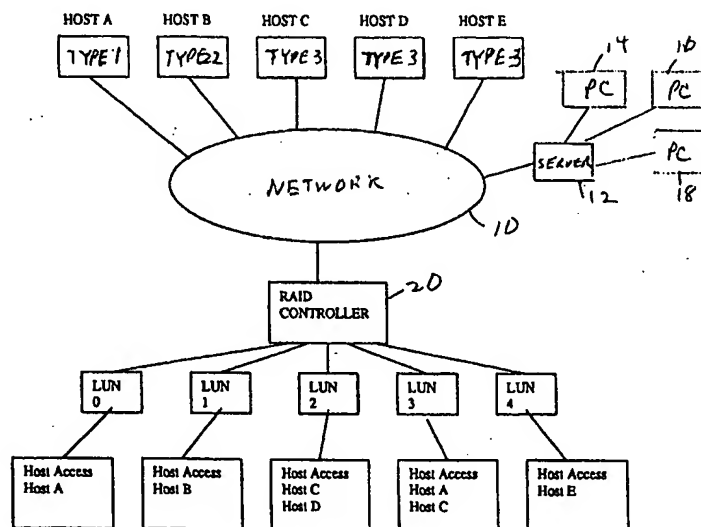 HOST A HOST B HOST C HOST D HOST E
TYPE 1 TYPE 22 TYPE 3 TYPE 3 TYPE 3
14 16
PC PC
SERVER PC
12 18
NETWORK
10
20
RAID
CONTROLLER
LUN LUN LUN LUN LUN
0 1 2 3 4
Host Access Host Access Host Access Host Access Host Access
Host A Host B Host C Host A Host E
Host D Host C